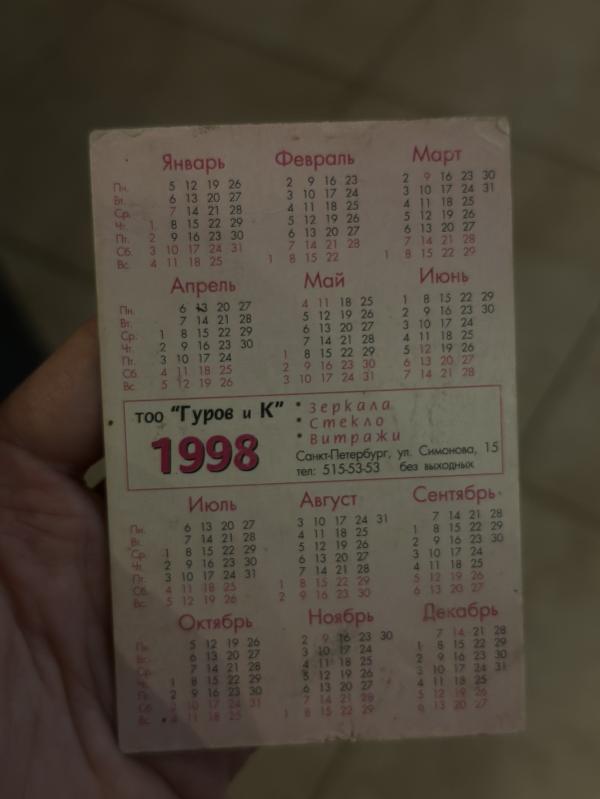 Январь Февраль Март
Пн. 5 12 19 26 2 9 16 23 2 9 16 23 30
Вт. 6 13 20 27 3 10 17 24 3 10 17 24 31
Ср. 7 14 21 28 4 11 18 25 4 11 18 25
Чт. 1 8 15 22 29 5 12 19 26 5 12 19 26
Пт. 2 9 16 23 30 6 13 20 27 6 13 20 27
Сб. 3 10 17 24 31 7 14 21 28 7 14 21 28
Вс. 4 11 18 25 1 8 15 22 1 8 15 22 29
Апрель Май Июнь
Пн. 6 13 20 27 4 11 18 25 1 8 15 22 29
Вт. 7 14 21 28 5 12 19 26 2 9 16 23 30
Ср. 1 8 15 22 29 6 13 20 27 3 10 17 24
Чт. 2 9 16 23 30 7 14 21 28 4 11 18 25
Пт. 3 10 17 24 1 8 15 22 29 5 12 19 26
Сб. 4 11 18 25 2 9 16 23 30 6 13 20 27
Вс. 5 12 19 26 3 10 17 24 31 7 14 21 28
ТОО "Гуров и К"
1998
* Зеркала
* Стекло
* Витражи
Санкт-Петербург, ул. Симонова, 15
тел: 515-53-53 без выходных
Июль Август Сентябрь
Пн. 6 13 20 27 3 10 17 24 31 7 14 21 28
Вт. 7 14 21 28 4 11 18 25 1 8 15 22 29
Ср. 1 8 15 22 29 5 12 19 26 2 9 16 23 30
Чт. 2 9 16 23 30 6 13 20 27 3 10 17 24
Пт. 3 10 17 24 31 7 14 21 28 4 11 18 25
Сб. 4 11 18 25 1 8 15 22 29 5 12 19 26
Вс. 5 12 19 26 2 9 16 23 30 6 13 20 27
Октябрь Ноябрь Декабрь
Пн. 5 12 19 26 2 9 16 23 30 7 14 21 28
Вт. 6 13 20 27 3 10 17 24 1 8 15 22 29
Ср. 7 14 21 28 4 11 18 25 2 9 16 23 30
Чт. 1 8 15 22 29 5 12 19 26 3 10 17 24 31
Пт. 2 9 16 23 30 6 13 20 27 4 11 18 25
Сб. 3 10 17 24 31 7 14 21 28 5 12 19 26
Вс. 4 11 18 25 1 8 15 22 29 6 13 20 27